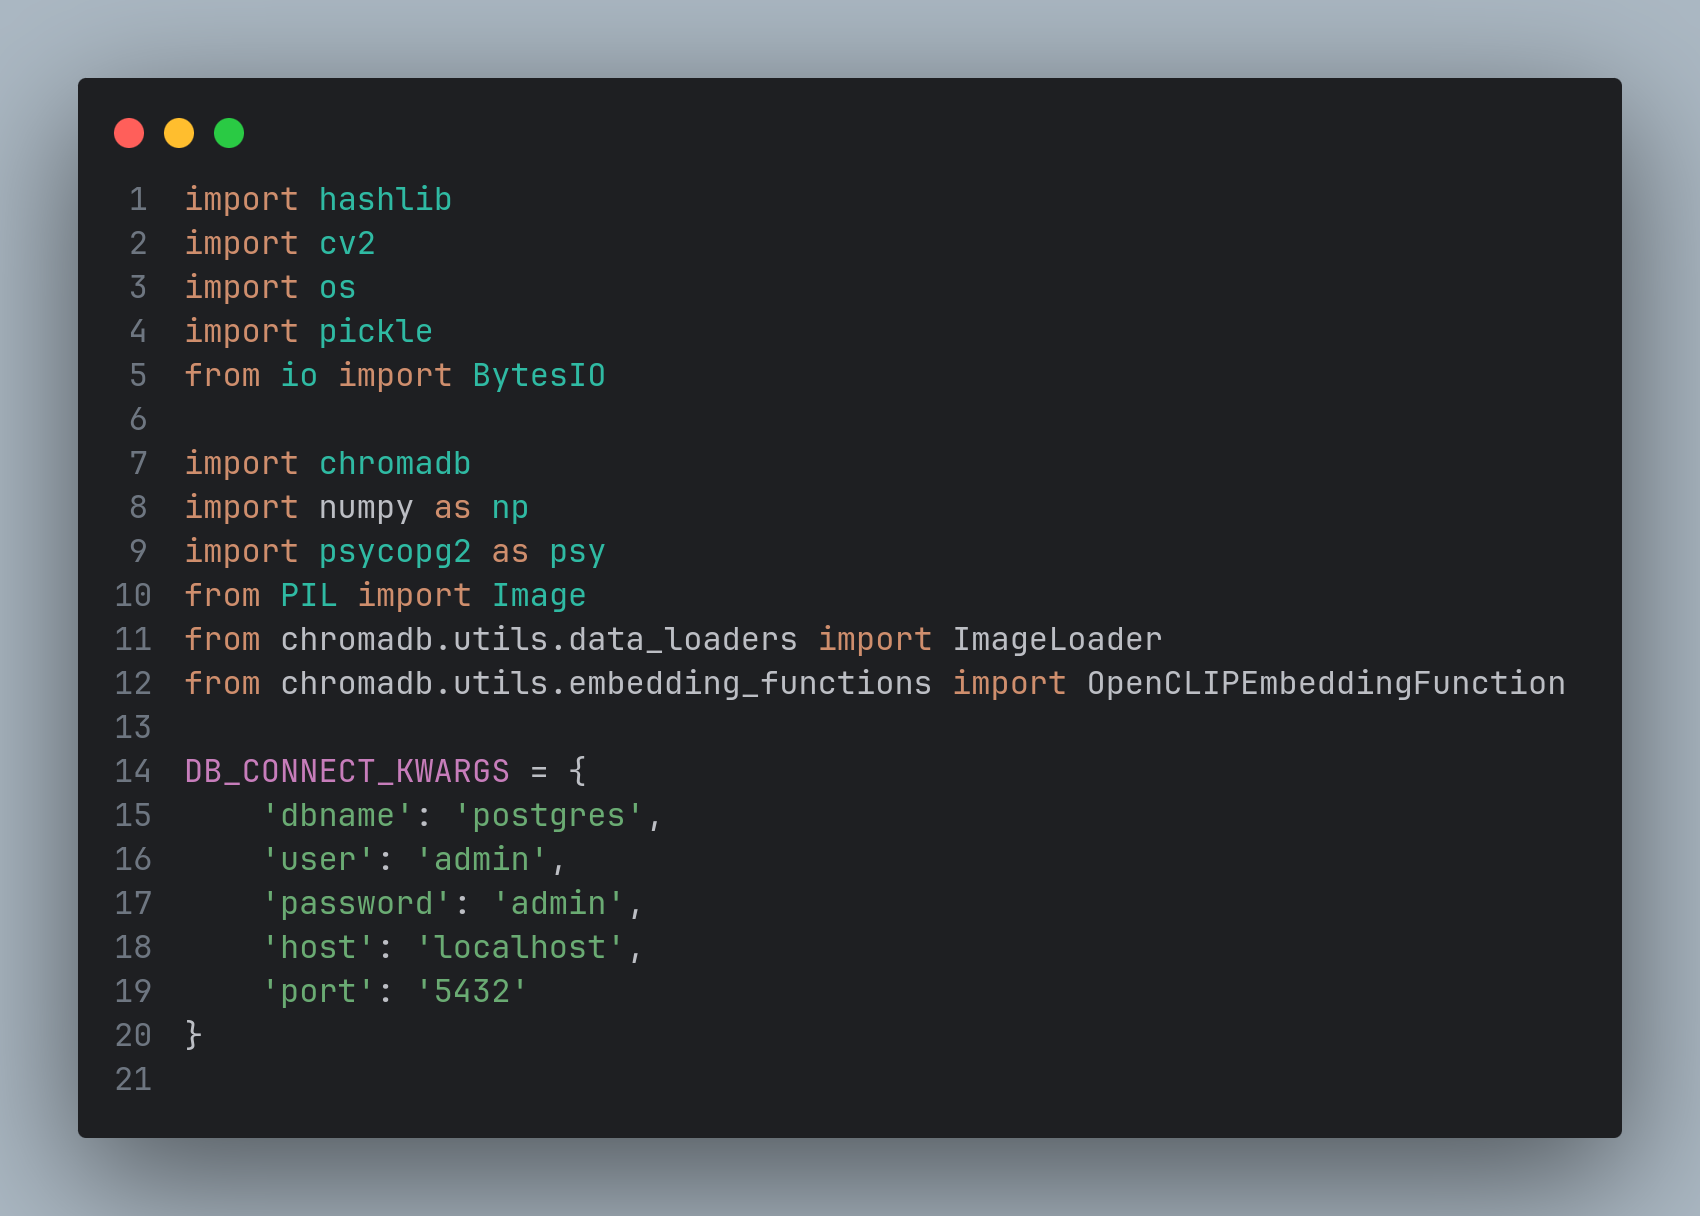 1 import hashlib
2 import cv2
3 import os
4 import pickle
5 from io import BytesIO
6
7 import chromadb
8 import numpy as np
9 import psycopg2 as psy
10 from PIL import Image
11 from chromadb.utils.data_loaders import ImageLoader
12 from chromadb.utils.embedding_functions import OpenCLIPEmbeddingFunction
13
14 DB_CONNECT_KWARGS = {
15     'dbname': 'postgres',
16     'user': 'admin',
17     'password': 'admin',
18     'host': 'localhost',
19     'port': '5432'
20 }
21